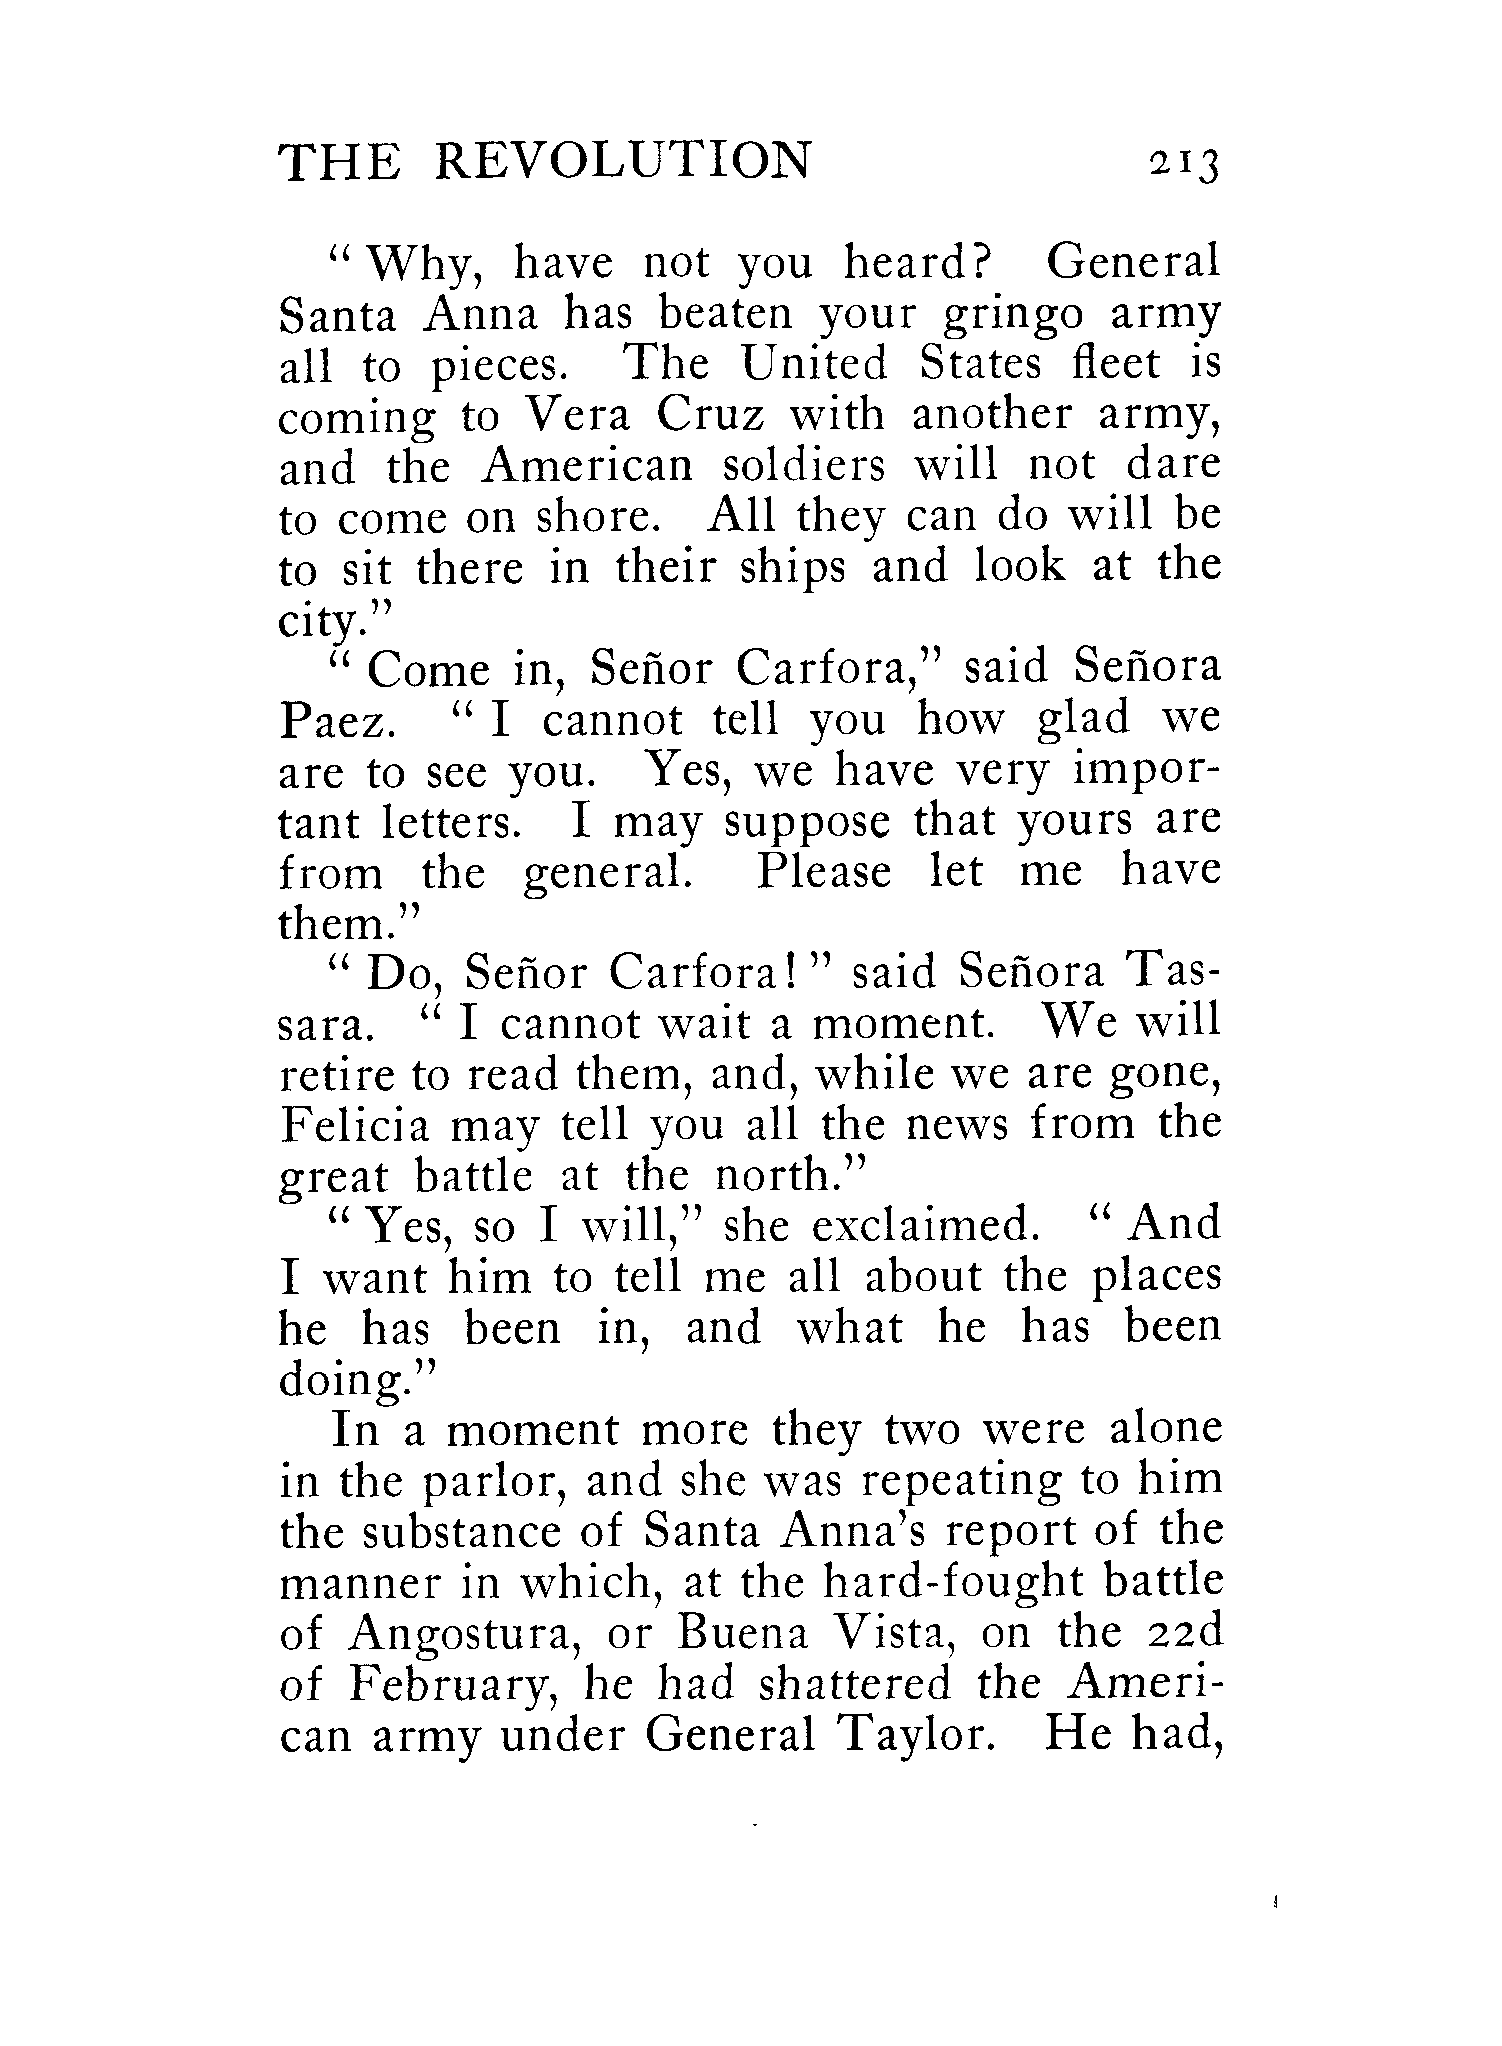 THE REVOLUTION 213
“ Why, have not you heard? General
Santa Anna has beaten your gringo army
all to pieces. The United States fleet is
coming to Vera Cruz with another army,
and the American soldiers will not dare
to come on shore. All they can do will be
to sit there in their ships and look at the
city.”
“ Come in, Señor Carfora,” said Señora
Paez. “ I cannot tell you how glad we
are to see you. Yes, we have very impor-
tant letters. I may suppose that yours are
from the general. Please let me have
them.”
“ Do, Señor Carfora! ” said Señora Tas-
sara. “ I cannot wait a moment. We will
retire to read them, and, while we are gone,
Felicia may tell you all the news from the
great battle at the north.”
“ Yes, so I will,” she exclaimed. “ And
I want him to tell me all about the places
he has been in, and what he has been
doing.”
In a moment more they two were alone
in the parlor, and she was repeating to him
the substance of Santa Anna’s report of the
manner in which, at the hard-fought battle
of Angostura, or Buena Vista, on the 22d
of February, he had shattered the Ameri-
can army under General Taylor. He had,